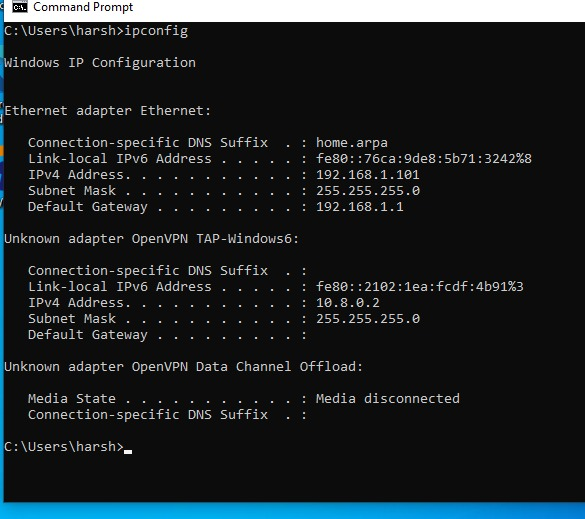 Command Prompt
C:\Users\harsh>ipconfig
Windows IP Configuration
Ethernet adapter Ethernet:
   Connection-specific DNS Suffix  . : home.arpa
   Link-local IPv6 Address . . . . . : fe80::76ca:9de8:5b71:3242%8
   IPv4 Address. . . . . . . . . . . : 192.168.1.101
   Subnet Mask . . . . . . . . . . . : 255.255.255.0
   Default Gateway . . . . . . . . . : 192.168.1.1
Unknown adapter OpenVPN TAP-Windows6:
   Connection-specific DNS Suffix  . :
   Link-local IPv6 Address . . . . . : fe80::2102:1ea:fcdf:4b91%3
   IPv4 Address. . . . . . . . . . . : 10.8.0.2
   Subnet Mask . . . . . . . . . . . : 255.255.255.0
   Default Gateway . . . . . . . . . :
Unknown adapter OpenVPN Data Channel Offload:
   Media State . . . . . . . . . . . : Media disconnected
   Connection-specific DNS Suffix  . :
C:\Users\harsh>